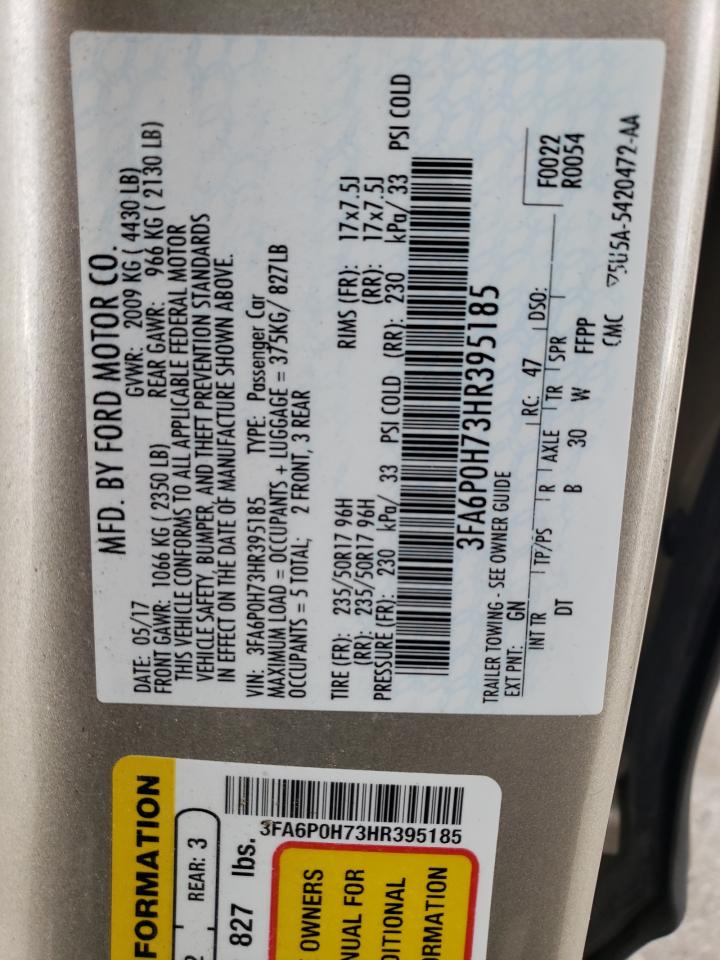 MFD. BY FORD MOTOR CO.
DATE: 05/17 GVWR: 2009 KG ( 4430 LB)
FRONT GAWR: 1066 KG ( 2350 LB) REAR GAWR: 966 KG ( 2130 LB)
THIS VEHICLE CONFORMS TO ALL APPLICABLE FEDERAL MOTOR
VEHICLE SAFETY, BUMPER, AND THEFT PREVENTION STANDARDS
IN EFFECT ON THE DATE OF MANUFACTURE SHOWN ABOVE.
VIN: 3FA6P0H73HR395185 TYPE: Passenger Car
MAXIMUM LOAD = OCCUPANTS + LUGGAGE = 375KG/ 827LB
OCCUPANTS = 5 TOTAL; 2 FRONT, 3 REAR
TIRE (FR): 235/50R17 96H RIMS (FR): 17x7.5J
(RR): 235/50R17 96H (RR): 17x7.5J
PRESSURE (FR): 230 kPa/ 33 PSI COLD (RR): 230 kPa/ 33 PSI COLD
3FA6P0H73HR395185
TRAILER TOWING - SEE OWNER GUIDE
EXT PNT: GN RC: 47 DSO: F0022
R0054
INT TR TP/PS R AXLE TR SPR
DT B 30 W FFPP
CMC 5U5A-5420472-AA
FORMATION
REAR: 3
827 lbs.
3FA6P0H73HR395185
OWNERS
NUAL FOR
DITIONAL
RMATION